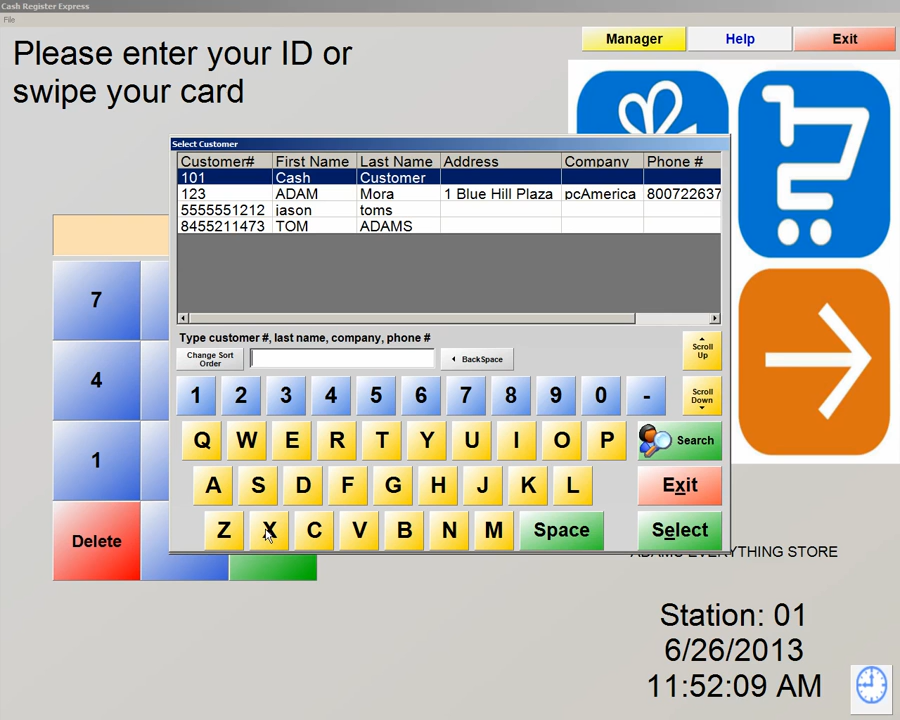 Cash Register Express
File
Please enter your ID or
swipe your card
Manager Help Exit
Select Customer
Customer# First Name Last Name Address Company Phone #
101 Cash Customer
123 ADAM Mora 1 Blue Hill Plaza pcAmerica 800722637
5555551212 jason toms
8455211473 TOM ADAMS
Type customer #, last name, company, phone #
Change Sort
Order
BackSpace
Scroll
Up
1 2 3 4 5 6 7 8 9 0 -
Scroll
Down
Q W E R T Y U I O P Search
A S D F G H J K L Exit
Z X C V B N M Space Select
7
4
1
Delete
ADAMS EVERYTHING STORE
Station: 01
6/26/2013
11:52:09 AM